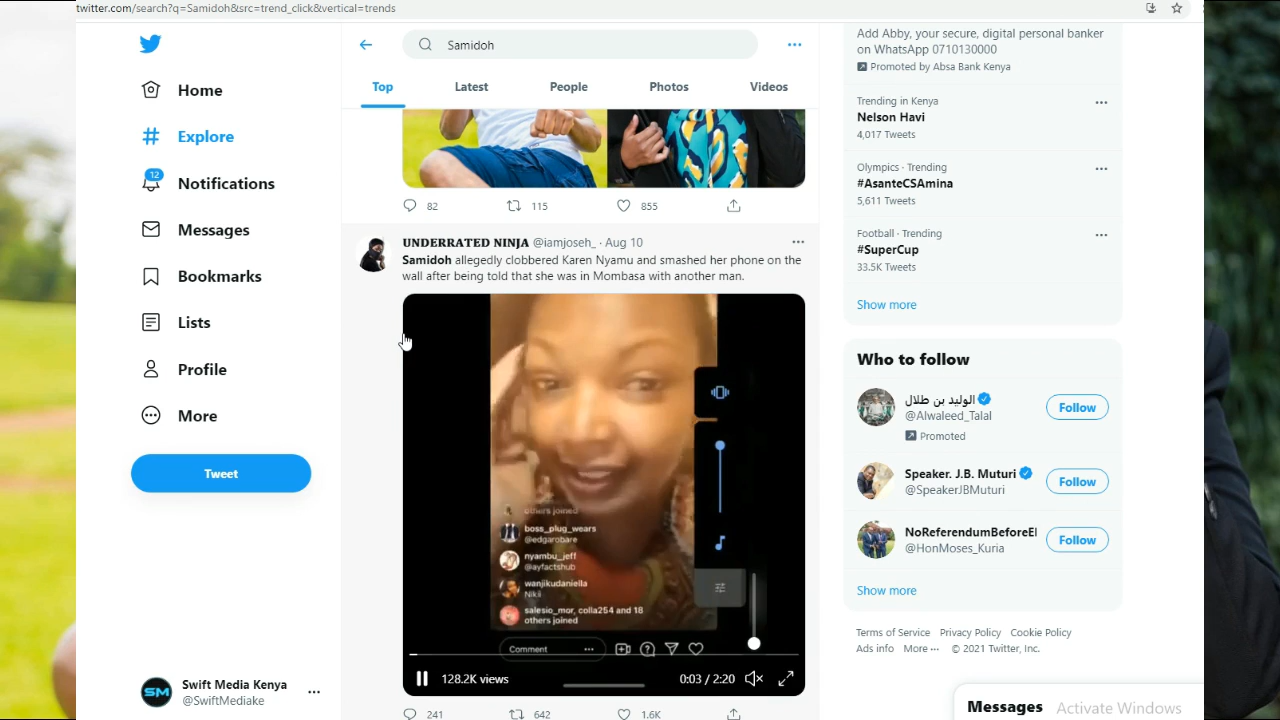 twitter.com/search?q=Samidoh&src=trend_click&vertical=trends
Samidoh
Top
Latest
People
Photos
Videos
Home
Explore
12
Notifications
Messages
Bookmarks
Lists
Profile
More
Tweet
Swift Media Kenya
@SwiftMediake
SM
82
115
855
UNDERRATED NINJA @iamjoseh_ · Aug 10
Samidoh allegedly clobbered Karen Nyamu and smashed her phone on the
wall after being told that she was in Mombasa with another man.
others joined
boss_plug_wears
@edgarobare
nyambu_jeff
@ayfactshub
wanjikudaniella
Nikii
salesio_mor, colla254 and 18
others joined
Comment
128.2K views
0:03 / 2:20
241
642
1.6K
Add Abby, your secure, digital personal banker
on WhatsApp 0710130000
Promoted by Absa Bank Kenya
Trending in Kenya
Nelson Havi
4,017 Tweets
Olympics · Trending
#AsanteCSAmina
5,611 Tweets
Football · Trending
#SuperCup
33.5K Tweets
Show more
Who to follow
الوليد بن طلال
@Alwaleed_Talal
Promoted
Follow
Speaker. J.B. Muturi
@SpeakerJBMuturi
Follow
NoReferendumBeforeEl
@HonMoses_Kuria
Follow
Show more
Terms of Service Privacy Policy Cookie Policy
Ads info More ··· © 2021 Twitter, Inc.
Messages
Activate Windows